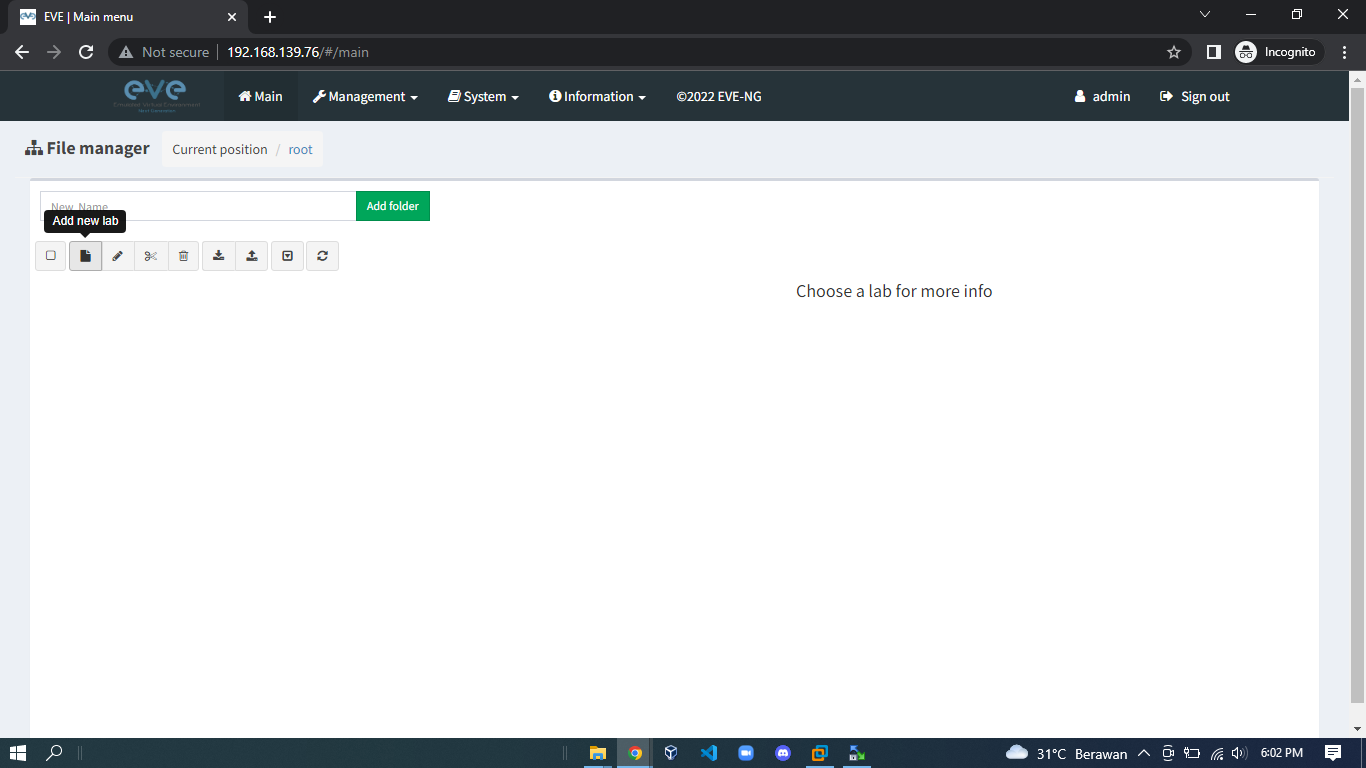 EVE | Main menu
Not secure 192.168.139.76/#/main Incognito
eve Main Management System Information ©2022 EVE-NG admin Sign out
File manager Current position / root
New Name Add folder
Add new lab
Choose a lab for more info
31°C Berawan 6:02 PM